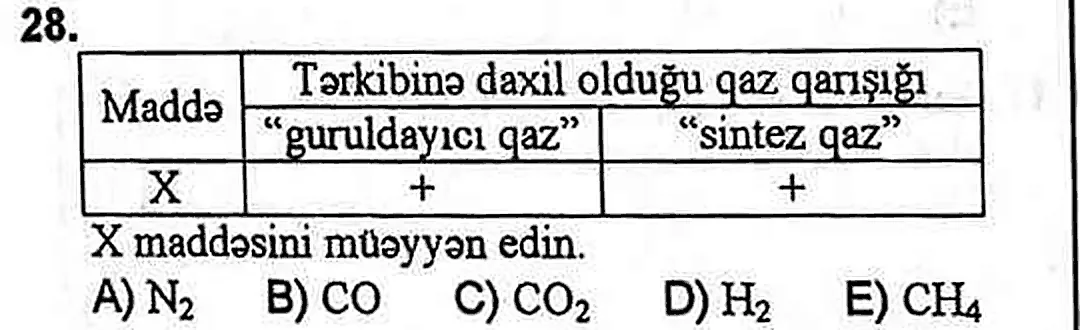 28.
Tərkibinə daxil olduğu qaz qarışığı
Maddə
“guruldayıcı qaz” “sintez qaz”
X + +
X maddəsini müəyyən edin.
A) N₂ B) CO C) CO₂ D) H₂ E) CH₄